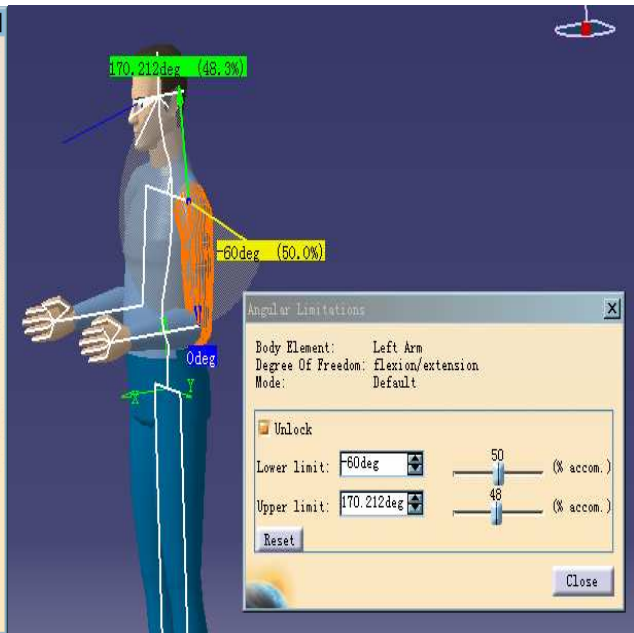 170.212deg (48.3%)
-60deg (50.0%)
0deg
X
Y
Angular Limitations
Body Element: Left Arm
Degree Of Freedom: flexion/extension
Mode: Default
Unlock
Lower limit: -60deg 50 (% accom.)
Upper limit: 170.212deg 48 (% accom.)
Reset
Close